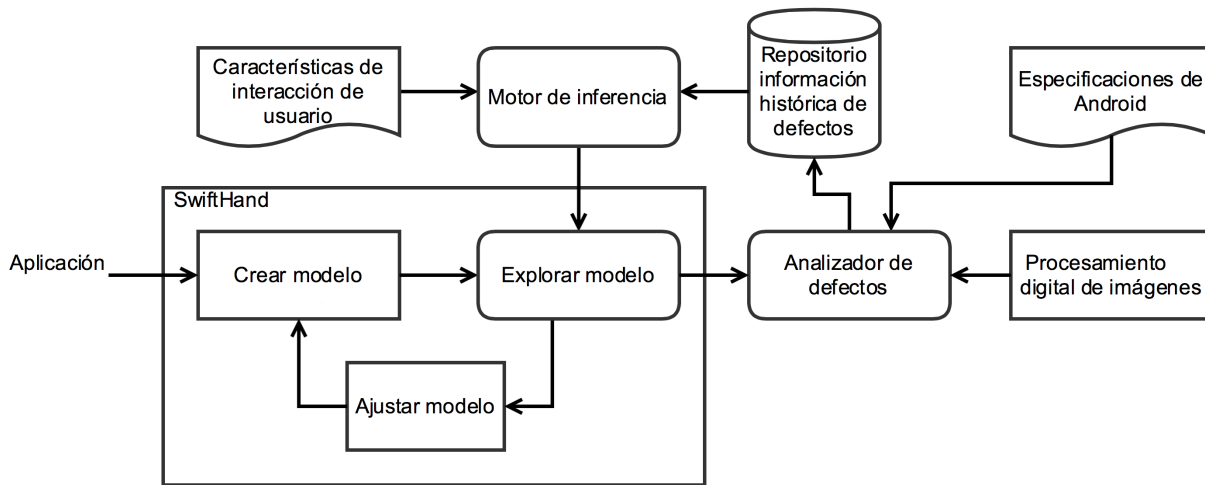 Características de
interacción de
usuario
Motor de inferencia
Repositorio
información
histórica de
defectos
Especificaciones de
Android
SwiftHand
Aplicación
Crear modelo
Explorar modelo
Analizador de
defectos
Procesamiento
digital de imágenes
Ajustar modelo